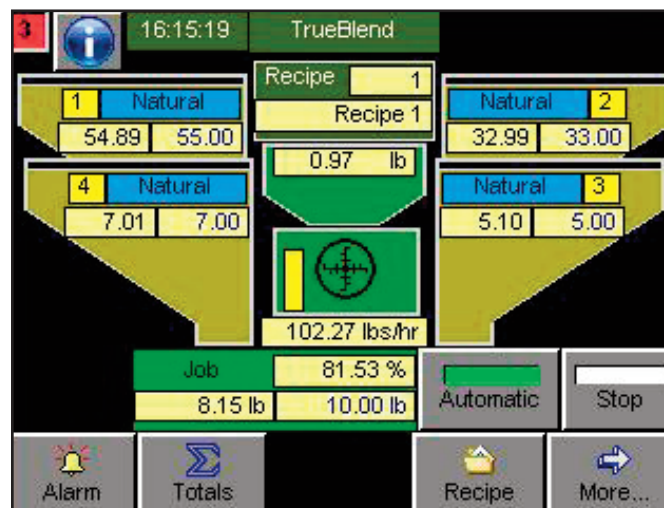 3 16:15:19 TrueBlend
Recipe 1
Recipe 1
1 Natural
54.89 55.00
Natural 2
32.99 33.00
0.97 lb
4 Natural
7.01 7.00
Natural 3
5.10 5.00
102.27 lbs/hr
Job 81.53 %
8.15 lb 10.00 lb
Automatic Stop
Alarm Totals Recipe More...